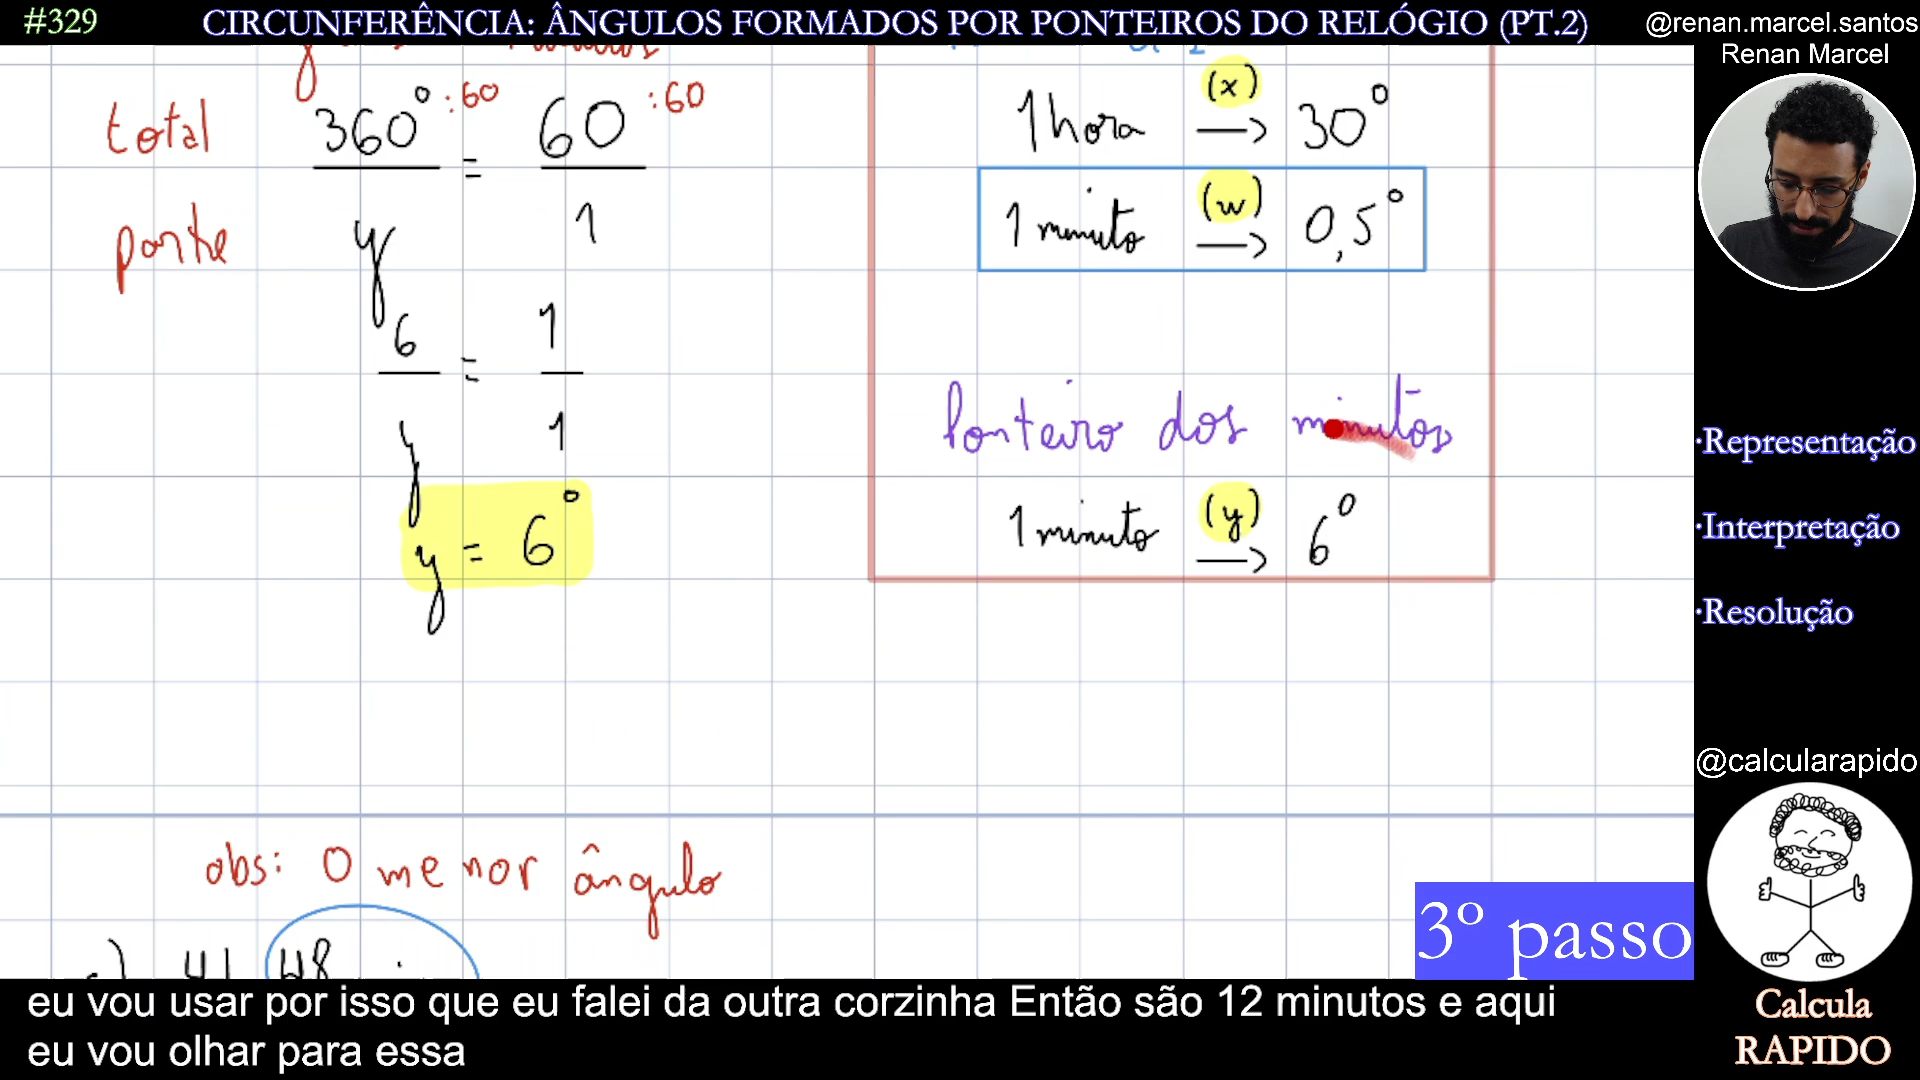 #329 CIRCUNFERÊNCIA: ÂNGULOS FORMADOS POR PONTEIROS DO RELÓGIO (PT.2) @renan.marcel.santos
Renan Marcel
total 360° :60 = 60 :60
parte y 1
6 = 1
y 1
y = 6°
1 hora (x) → 30°
1 minuto (w) → 0,5°
Ponteiro dos minutos
1 minuto (y) → 6°
obs: O menor ângulo
48
·Representação
·Interpretação
·Resolução
@calcularapido
3º passo
Calcula
RAPIDO
eu vou usar por isso que eu falei da outra corzinha Então são 12 minutos e aqui
eu vou olhar para essa